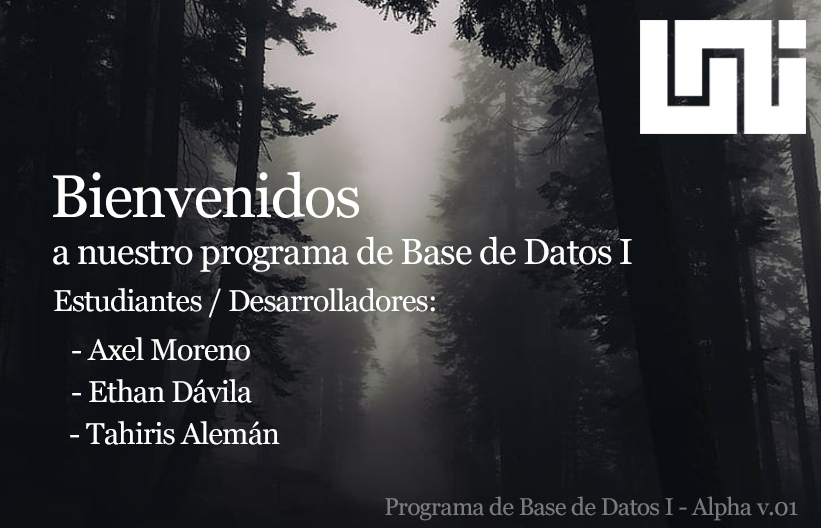 uni
Bienvenidos
a nuestro programa de Base de Datos I
Estudiantes / Desarrolladores:
- Axel Moreno
- Ethan Dávila
- Tahiris Alemán
Programa de Base de Datos I - Alpha v.01